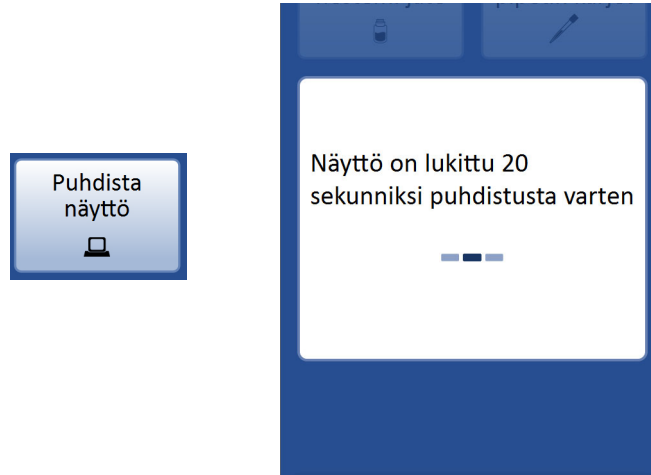 Puhdista
näyttö
Näyttö on lukittu 20
sekunniksi puhdistusta varten